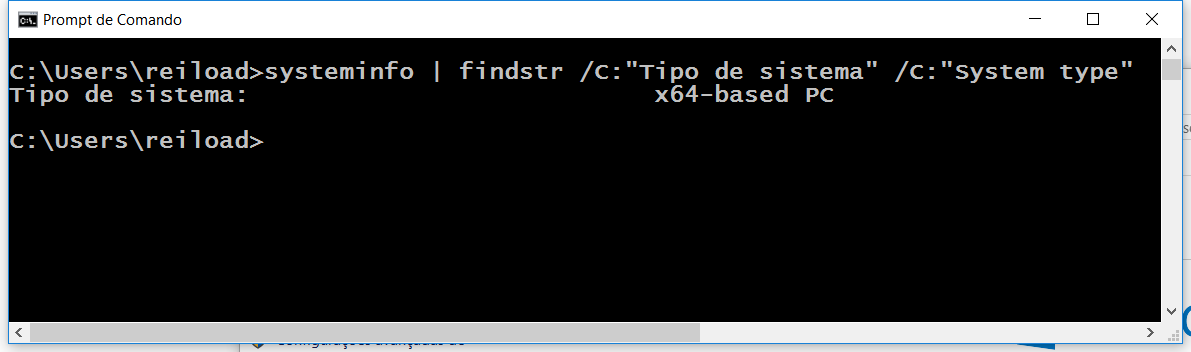 Prompt de Comando
C:\Users\reiload>systeminfo | findstr /C:"Tipo de sistema" /C:"System type"
Tipo de sistema:                           x64-based PC
C:\Users\reiload>